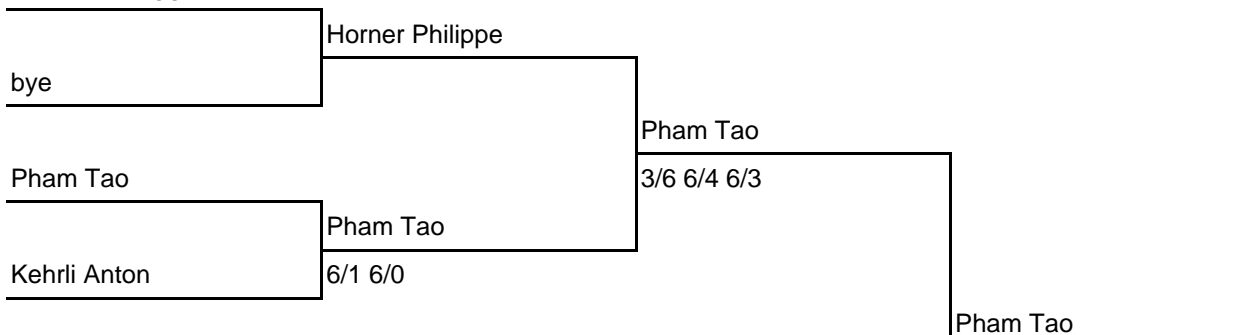 Horner Philippe
bye
Pham Tao
Pham Tao
3/6 6/4 6/3
Pham Tao
Kehrli Anton
6/1 6/0
Pham Tao